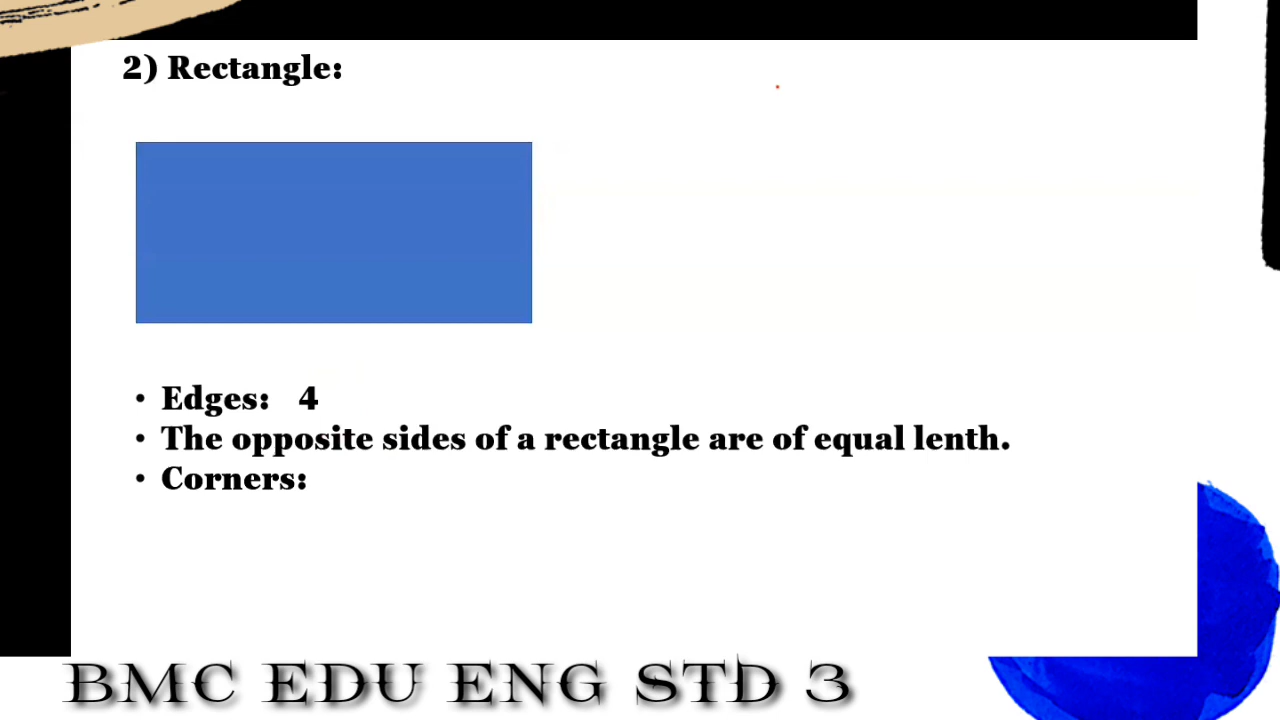 2) Rectangle:
• Edges: 4
• The opposite sides of a rectangle are of equal lenth.
• Corners:
BMC EDU ENG STD 3